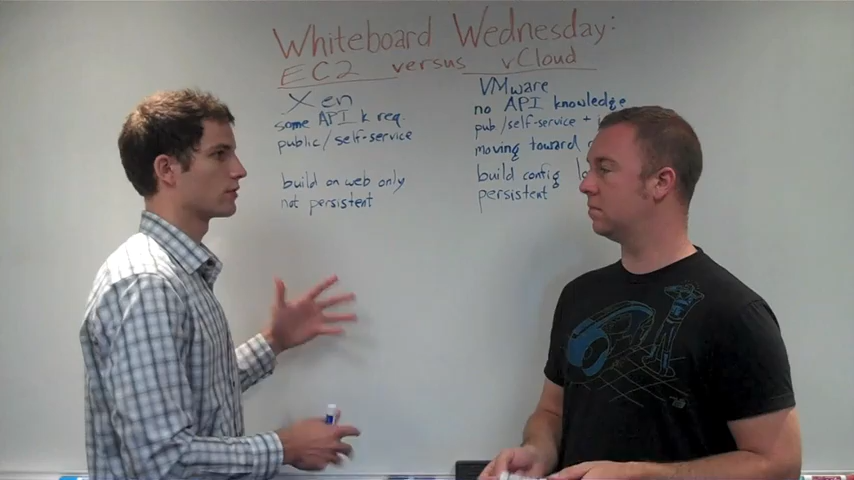 Whiteboard Wednesday:
EC2 versus vCloud
Xen
some API k req.
public/self-service
build on web only
not persistent
VMware
no API knowledge
pub/self-service +
moving toward
build config
persistent